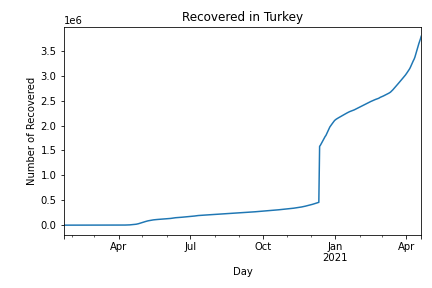 Recovered in Turkey
1e6
3.5
3.0
2.5
2.0
1.5
1.0
0.5
0.0
Number of Recovered
Apr
Jul
Oct
Jan
2021
Apr
Day